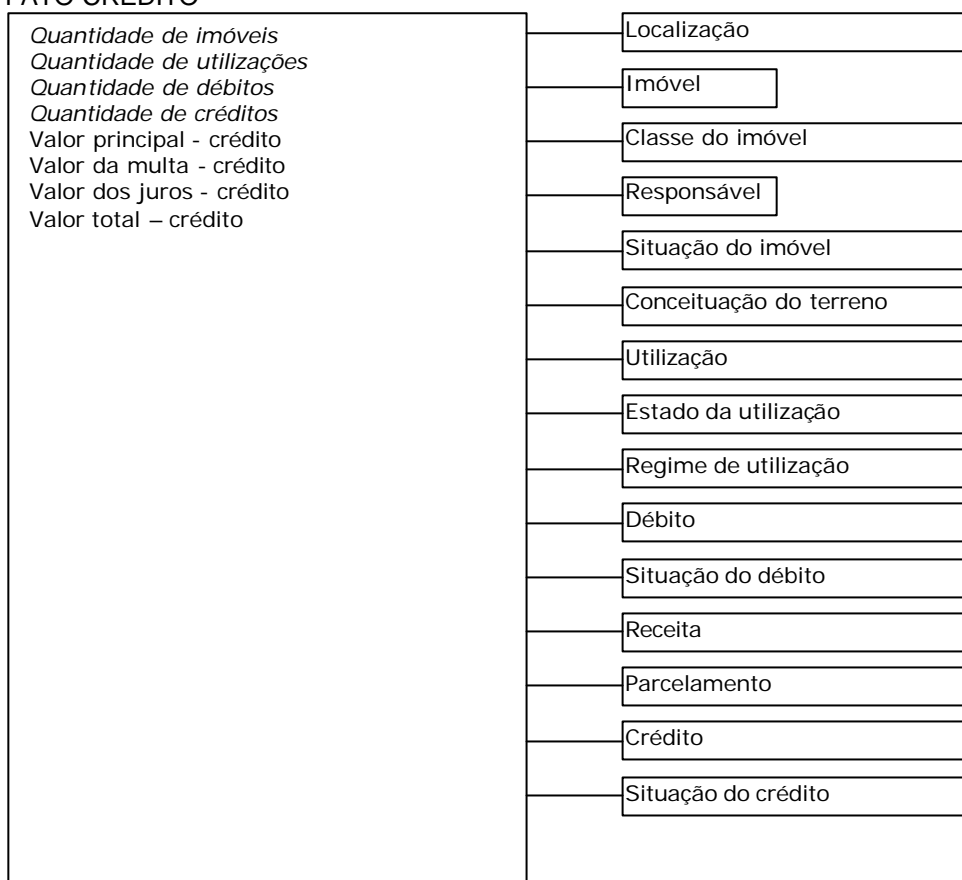 FATO CRÉDITO
Quantidade de imóveis
Quantidade de utilizações
Quantidade de débitos
Quantidade de créditos
Valor principal - crédito
Valor da multa - crédito
Valor dos juros - crédito
Valor total – crédito
Localização
Imóvel
Classe do imóvel
Responsável
Situação do imóvel
Conceituação do terreno
Utilização
Estado da utilização
Regime de utilização
Débito
Situação do débito
Receita
Parcelamento
Crédito
Situação do crédito